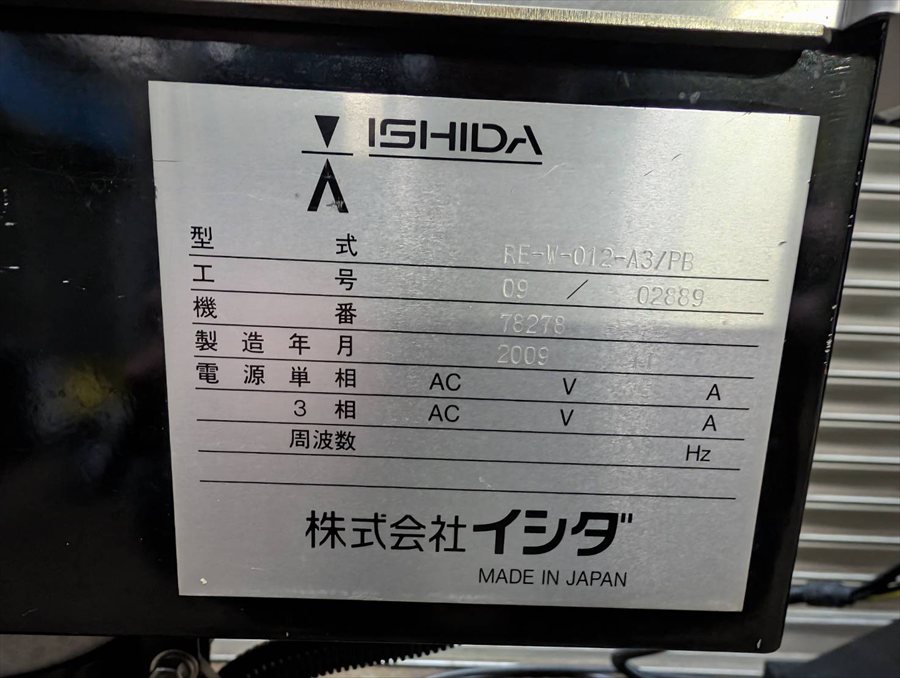 ISHIDA
型式 RE-W-012-A3/PB
工号 09 / 02889
機番 78278
製造年月 2009
電源単相 AC V A
3相 AC V A
周波数 Hz
株式会社イシダ
MADE IN JAPAN